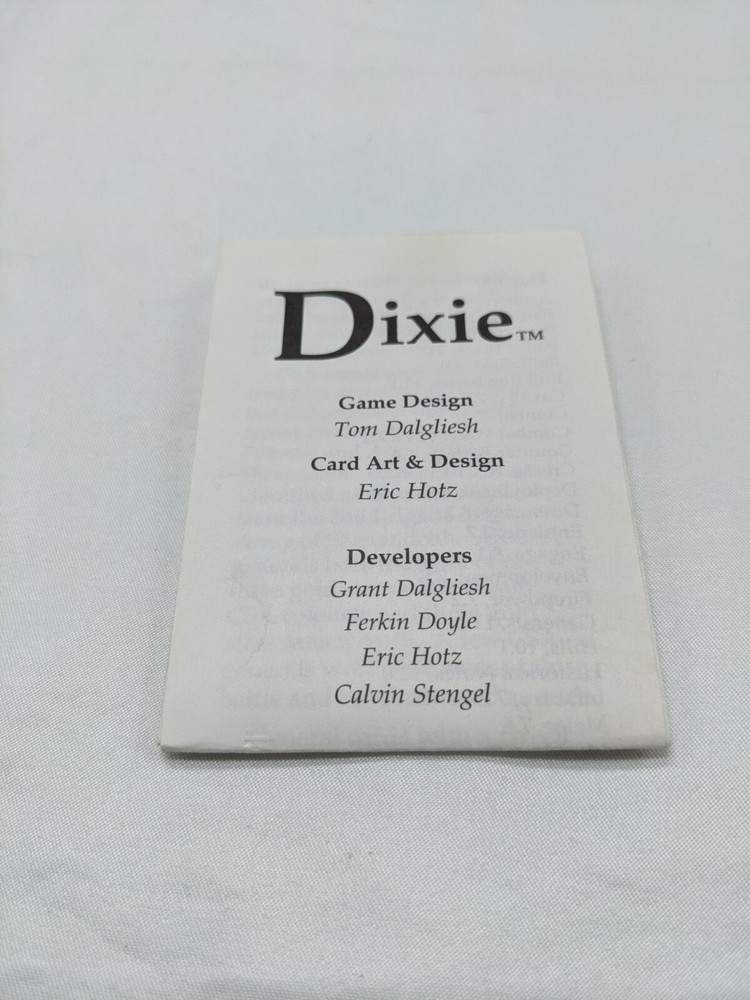 Dixie™
Game Design
Tom Dalgliesh
Card Art & Design
Eric Hotz
Developers
Grant Dalgliesh
Ferkin Doyle
Eric Hotz
Calvin Stengel